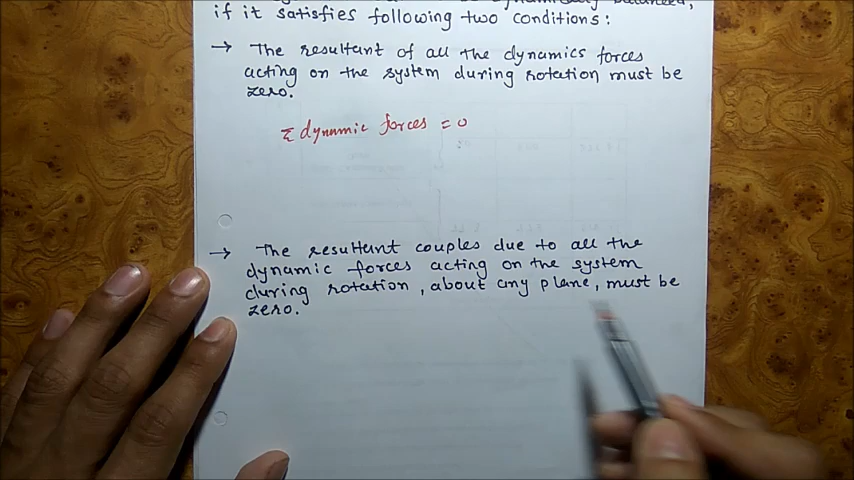 balanced,
if it satisfies following two conditions:
→ The resultant of all the dynamics forces
acting on the system during rotation must be
zero.
Σ dynamic forces = 0
→ The resultant couples due to all the
dynamic forces acting on the system
during rotation, about any plane, must be
zero.